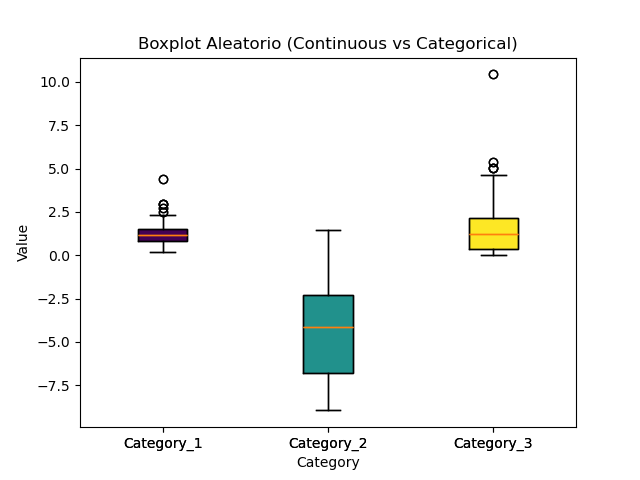 Boxplot Aleatorio (Continuous vs Categorical)
10.0
7.5
5.0
2.5
0.0
−2.5
−5.0
−7.5
Value
Category_1 Category_2 Category_3
Category